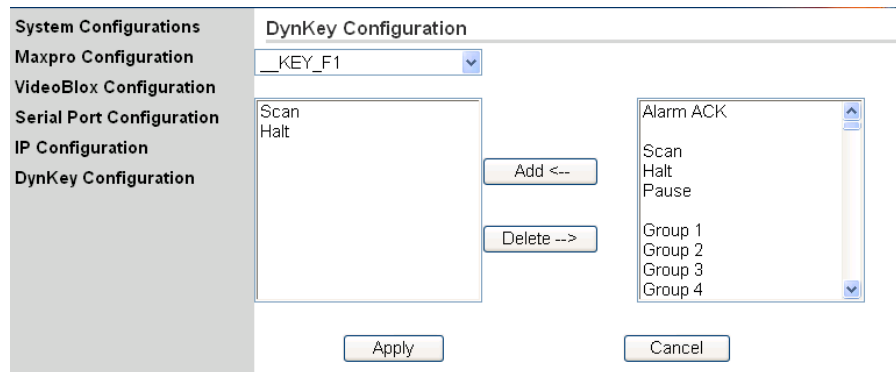 System Configurations
Maxpro Configuration
VideoBlox Configuration
Serial Port Configuration
IP Configuration
DynKey Configuration
DynKey Configuration
__KEY_F1
Scan
Halt
Add <--
Delete -->
Alarm ACK
Scan
Halt
Pause
Group 1
Group 2
Group 3
Group 4
Apply
Cancel